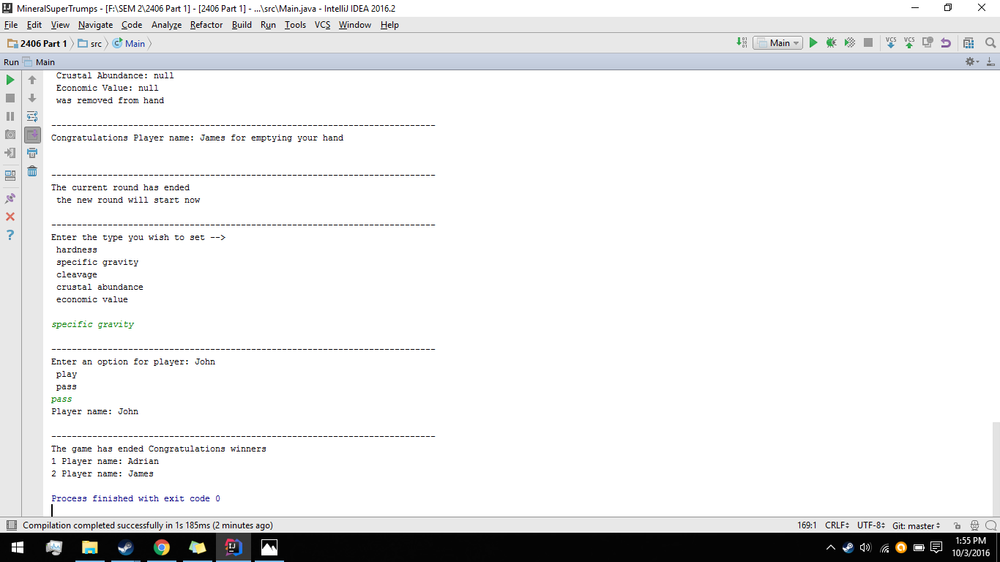 MineralSuperTrumps - [F:\SEM 2\2406 Part 1] - [2406 Part 1] - ...\src\Main.java - IntelliJ IDEA 2016.2
File Edit View Navigate Code Analyze Refactor Build Run Tools VCS Window Help
2406 Part 1 src Main Main VCS VCS
Run Main
Crustal Abundance: null
Economic Value: null
was removed from hand
---------------------------------------------------------------------------
Congratulations Player name: James for emptying your hand
---------------------------------------------------------------------------
The current round has ended
the new round will start now
---------------------------------------------------------------------------
Enter the type you wish to set -->
hardness
specific gravity
cleavage
crustal abundance
economic value
specific gravity
---------------------------------------------------------------------------
Enter an option for player: John
play
pass
pass
Player name: John
---------------------------------------------------------------------------
The game has ended Congratulations winners
1 Player name: Adrian
2 Player name: James
Process finished with exit code 0
Compilation completed successfully in 1s 185ms (2 minutes ago) 169:1 CRLF UTF-8 Git: master
1:55 PM
10/3/2016